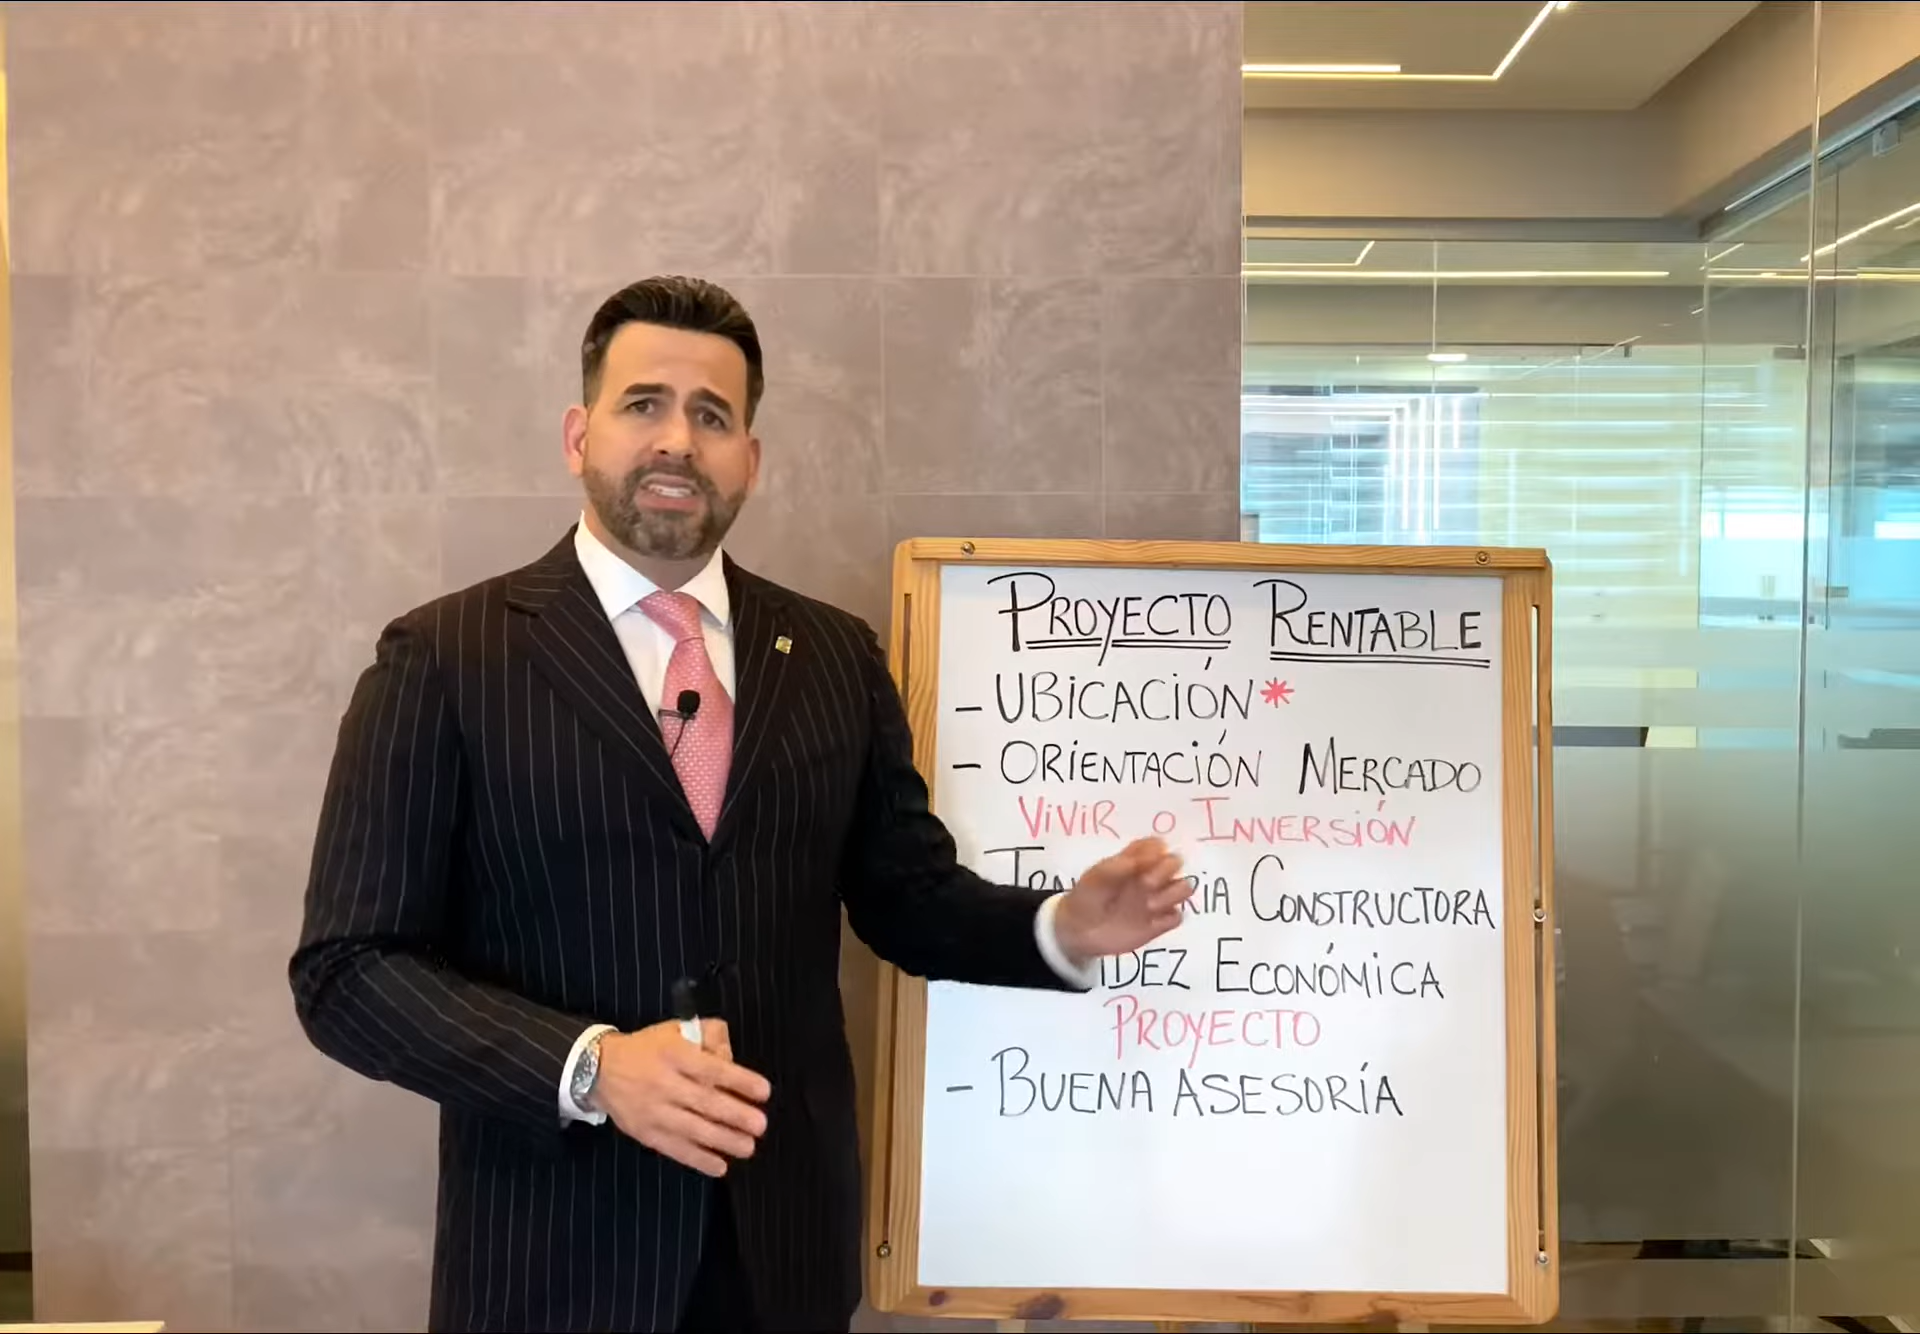 PROYECTO RENTABLE
- UBICACIÓN*
- ORIENTACIÓN MERCADO
VIVIR O INVERSIÓN
CONSTRUCTORA
ECONÓMICA
PROYECTO
- BUENA ASESORÍA